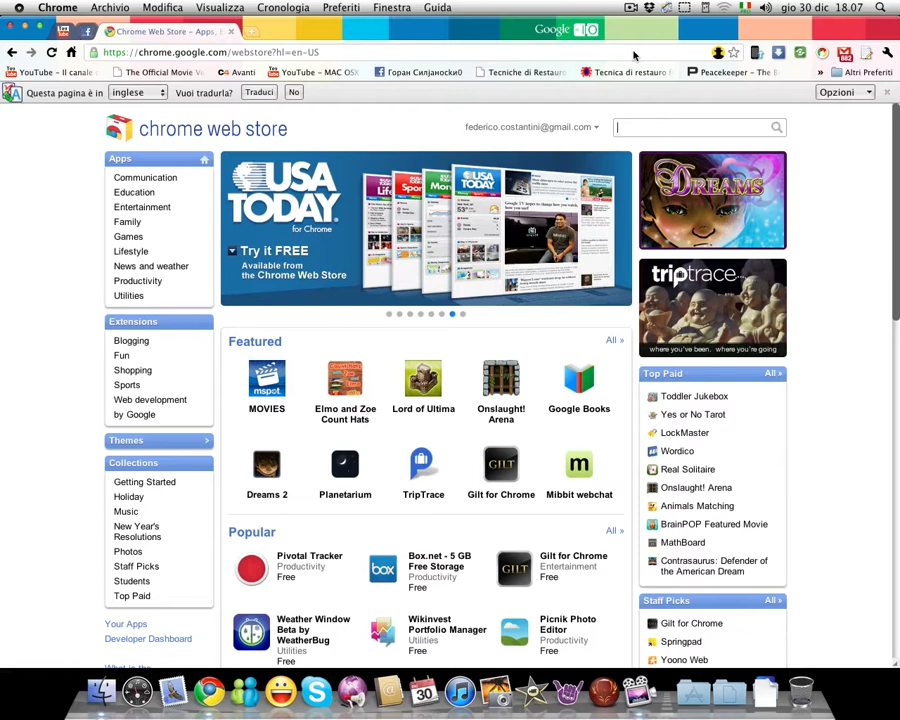 Chrome Archivio Modifica Visualizza Cronologia Preferiti Finestra Guida gio 30 dic 18.07
Chrome Web Store – Apps, E
Google IO
https://chrome.google.com/webstore?hl=en-US
882
YouTube - Il canale The Official Movie Avanti YouTube - MAC OSX Горан Силјаноски Tecniche di Restauro Tecnica di restauro Peacekeeper – The B » Altri Preferiti
Questa pagina è in inglese Vuoi tradurla? Traduci No Opzioni
chrome web store
federico.costantini@gmail.com
Apps
Communication
Education
Entertainment
Family
Games
Lifestyle
News and weather
Productivity
Utilities
Extensions
Blogging
Fun
Shopping
Sports
Web development
by Google
Themes >
Collections
Getting Started
Holiday
Music
New Year's
Resolutions
Photos
Staff Picks
Students
Top Paid
Your Apps
Developer Dashboard
USA
TODAY
for Chrome
Try it FREE
Available from
the Chrome Web Store
Featured All »
MOVIES
Elmo and Zoe
Count Hats
Lord of Ultima
Onslaught!
Arena
Google Books
Dreams 2
Planetarium
TripTrace
Gilt for Chrome
Mibbit webchat
Popular All »
Pivotal Tracker
Productivity
Free
Box.net - 5 GB
Free Storage
Productivity
Free
Gilt for Chrome
Entertainment
Free
Weather Window
Beta by
WeatherBug
Utilities
Free
Wikinvest
Portfolio Manager
Utilities
Free
Picnik Photo
Editor
Productivity
Free
DREAMS
triptrace
where you've been. where you're going
Top Paid All »
Toddler Jukebox
Yes or No Tarot
LockMaster
Wordico
Real Solitaire
Onslaught! Arena
Animals Matching
BrainPOP Featured Movie
MathBoard
Contrasaurus: Defender of
the American Dream
Staff Picks All »
Gilt for Chrome
Springpad
Yoono Web
30